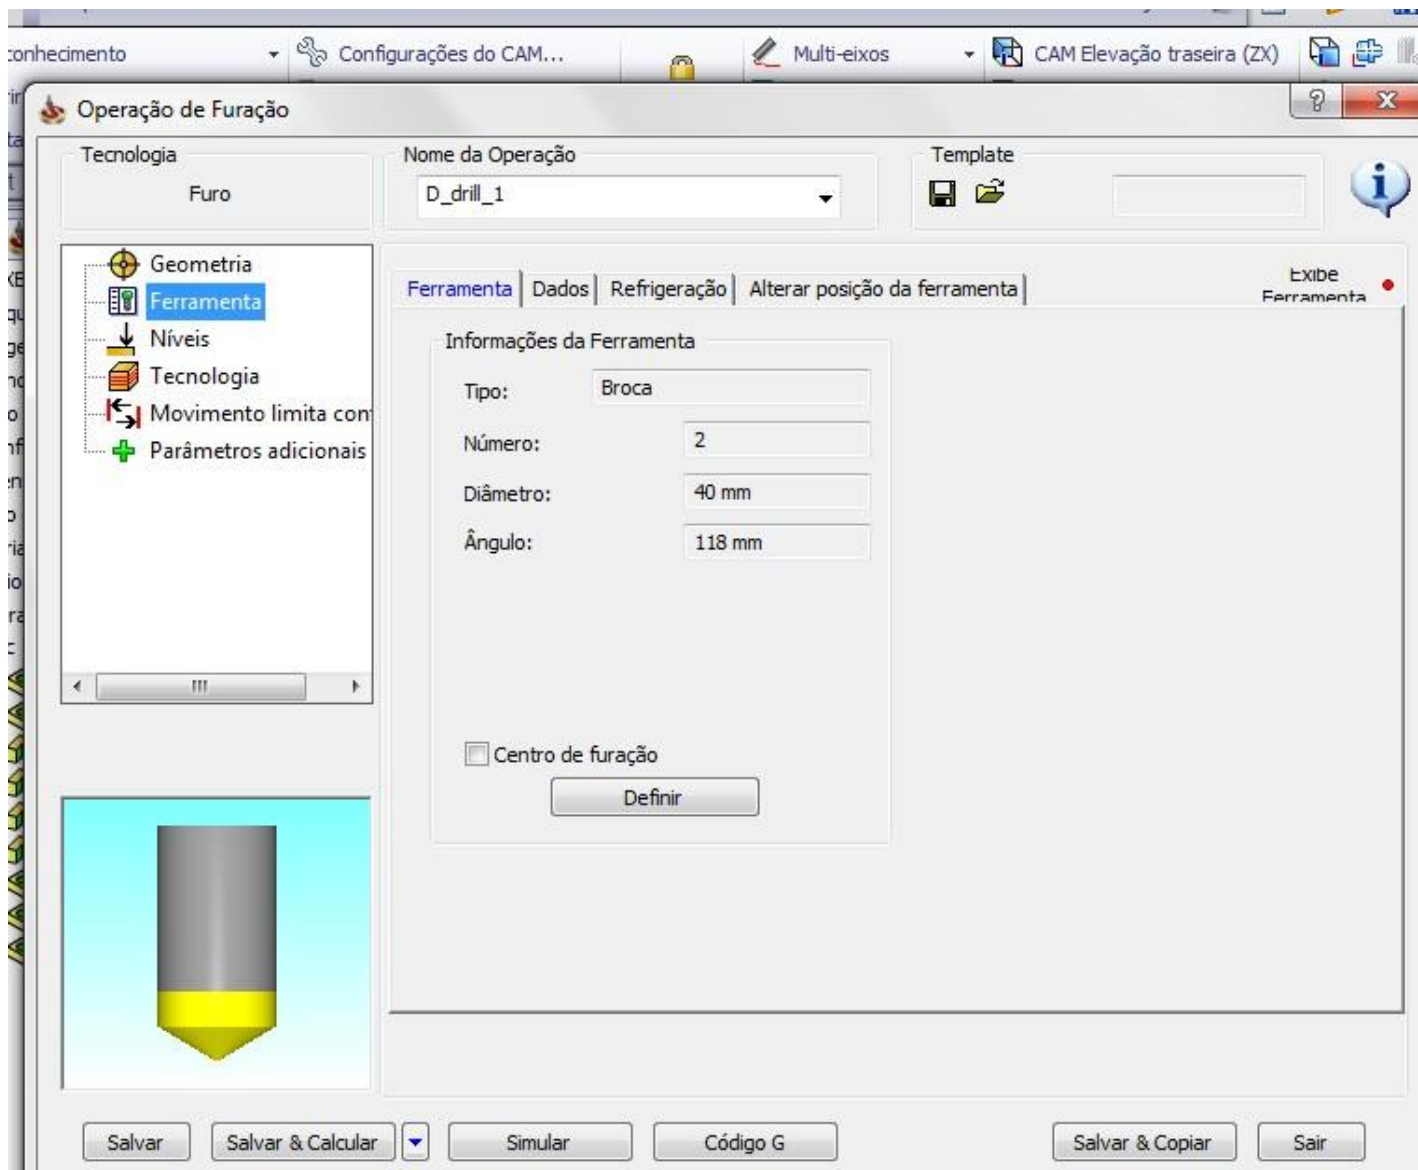 Configurações do CAM...
Multi-eixos
CAM Elevação traseira (ZX)
Operação de Furação
Tecnologia
Furo
Nome da Operação
D_drill_1
Template
Geometria
Ferramenta
Níveis
Tecnologia
Movimento limita
Parâmetros adicionais
Ferramenta Dados Refrigeração Alterar posição da ferramenta
Exibe
Ferramenta
Informações da Ferramenta
Tipo: Broca
Número: 2
Diâmetro: 40 mm
Ângulo: 118 mm
Centro de furação
Definir
Salvar Salvar & Calcular Simular Código G Salvar & Copiar Sair